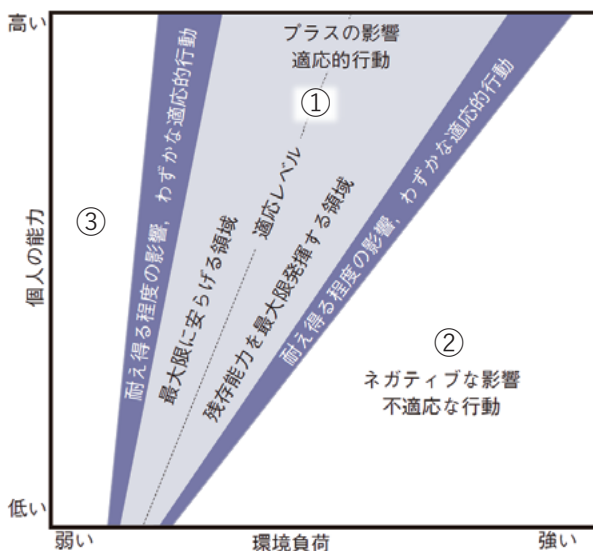 高い
プラスの影響
適応的行動
①
耐え得る程度の影響，わずかな適応的行動
耐え得る程度の影響，わずかな適応的行動
適応レベル
③
最大限に安らげる領域
残存能力を最大限発揮する領域
個人の能力
②
ネガティブな影響
不適応な行動
低い
弱い 環境負荷 強い